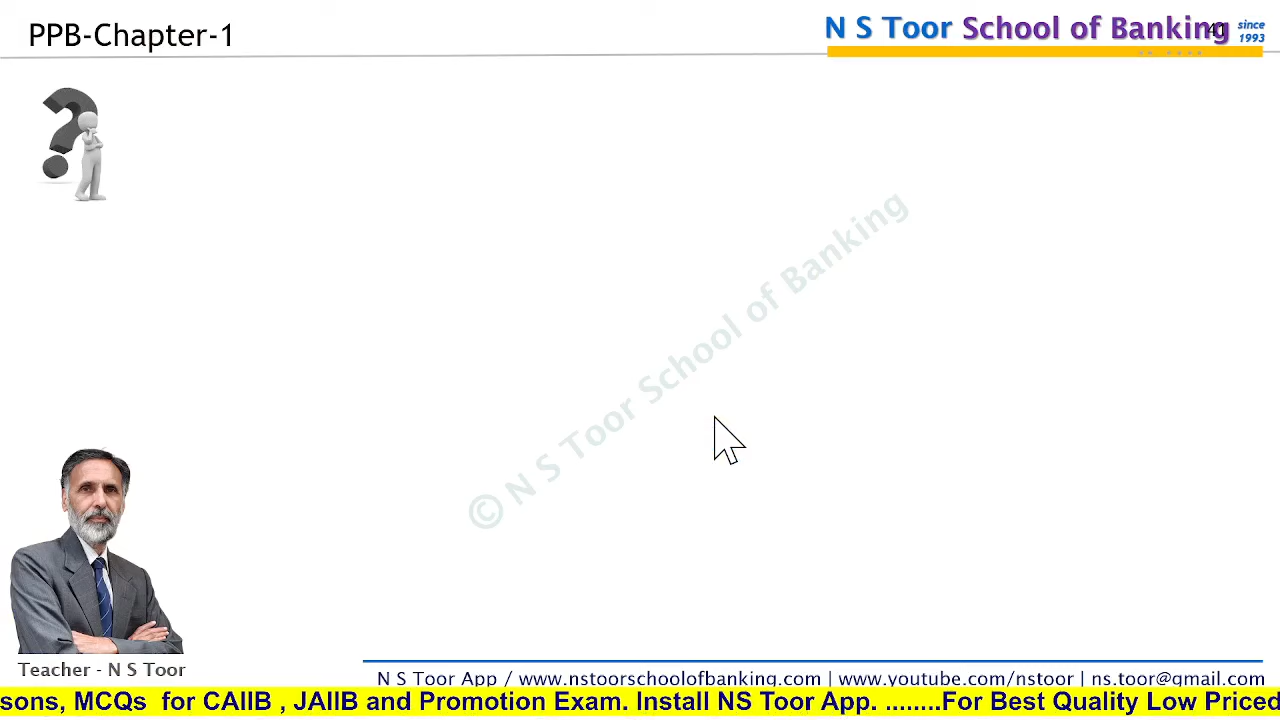 PPB-Chapter-1
N S Toor School of Banking
41
since
1993
© N S Toor School of Banking
Teacher - N S Toor
N S Toor App / www.nstoorschoolofbanking.com | www.youtube.com/nstoor | ns.toor@gmail.com
sons, MCQs for CAIIB , JAIIB and Promotion Exam. Install NS Toor App. ........For Best Quality Low Priced